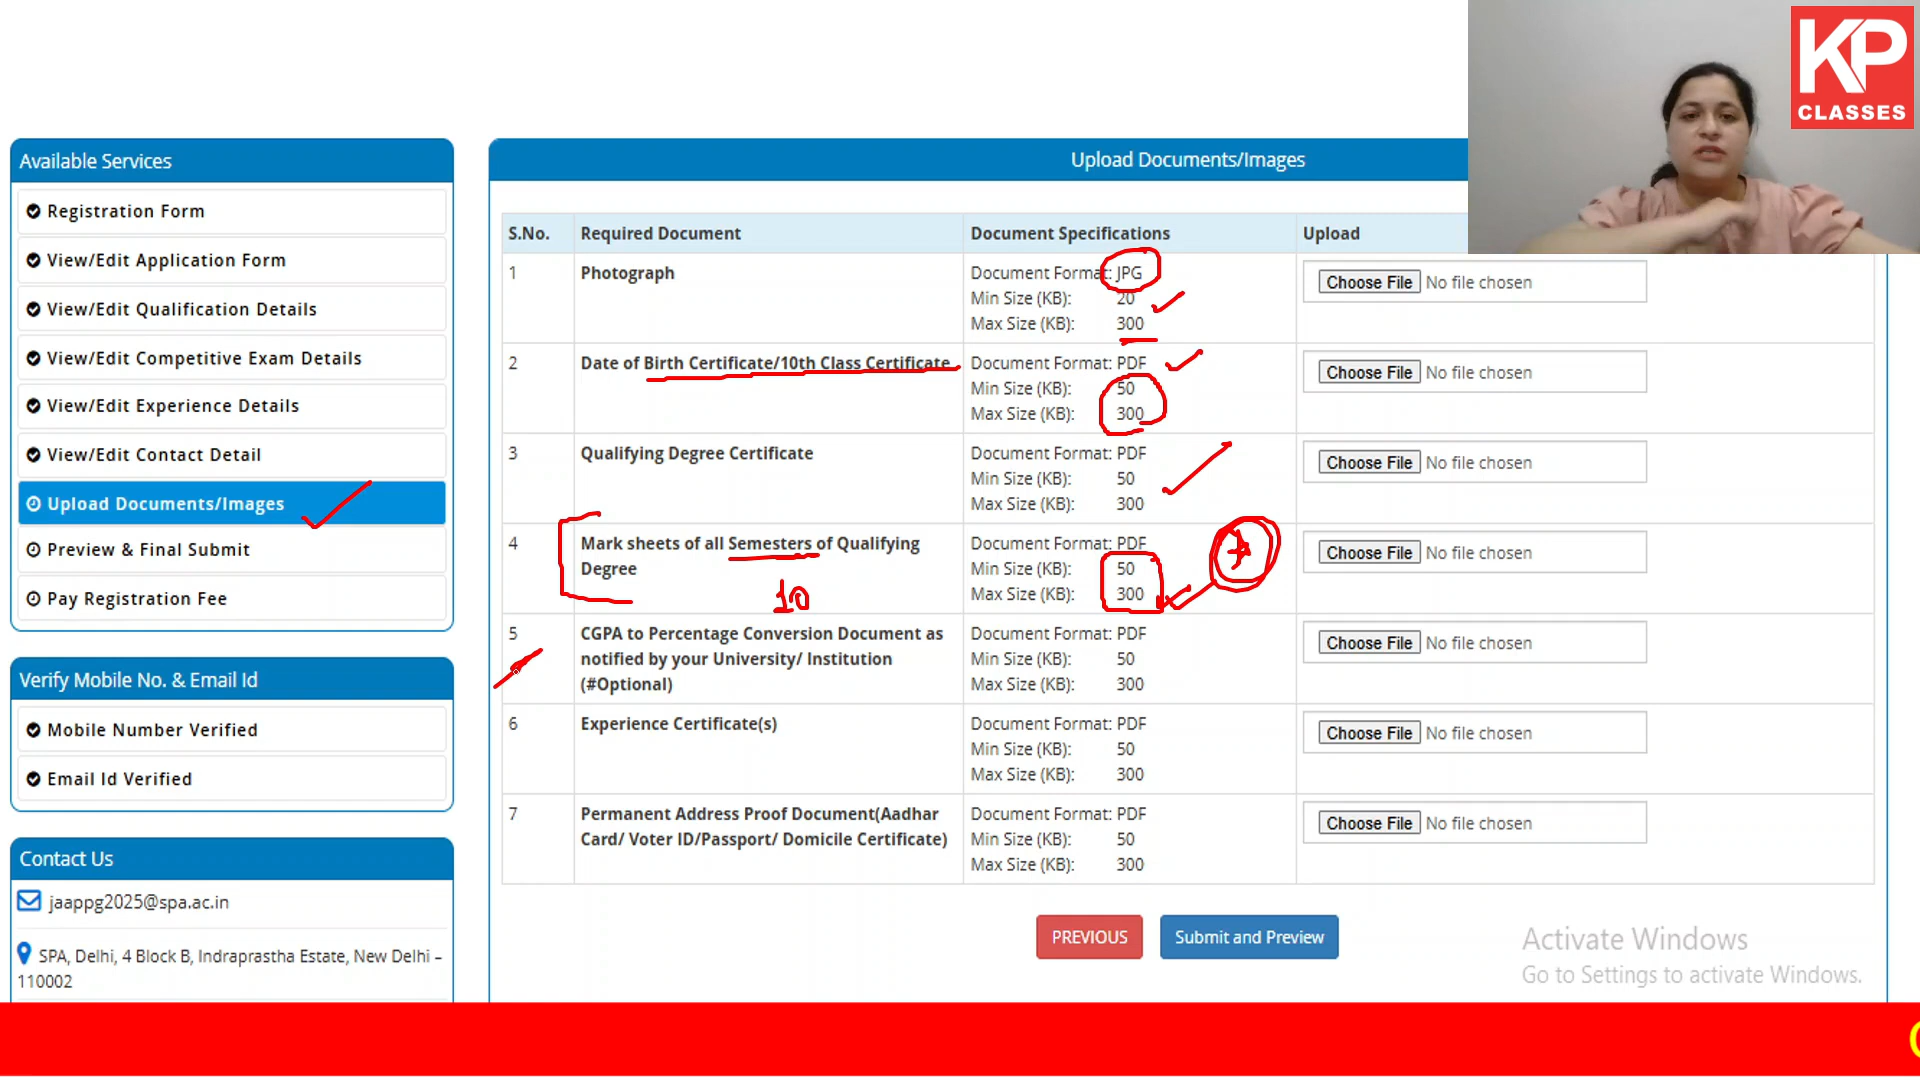 KP
CLASSES
Available Services
Registration Form
View/Edit Application Form
View/Edit Qualification Details
View/Edit Competitive Exam Details
View/Edit Experience Details
View/Edit Contact Detail
Upload Documents/Images
Preview & Final Submit
Pay Registration Fee
Verify Mobile No. & Email Id
Mobile Number Verified
Email Id Verified
Contact Us
jaappg2025@spa.ac.in
SPA, Delhi, 4 Block B, Indraprastha Estate, New Delhi -
110002
Upload Documents/Images
S.No. Required Document Document Specifications Upload
1 Photograph Document Format: JPG Choose File No file chosen
Min Size (KB): 20
Max Size (KB): 300
2 Date of Birth Certificate/10th Class Certificate Document Format: PDF Choose File No file chosen
Min Size (KB): 50
Max Size (KB): 300
3 Qualifying Degree Certificate Document Format: PDF Choose File No file chosen
Min Size (KB): 50
Max Size (KB): 300
4 Mark sheets of all Semesters of Qualifying Document Format: PDF Choose File No file chosen
Degree Min Size (KB): 50
10 Max Size (KB): 300
5 CGPA to Percentage Conversion Document as Document Format: PDF Choose File No file chosen
notified by your University/ Institution Min Size (KB): 50
(#Optional) Max Size (KB): 300
6 Experience Certificate(s) Document Format: PDF Choose File No file chosen
Min Size (KB): 50
Max Size (KB): 300
7 Permanent Address Proof Document(Aadhar Document Format: PDF Choose File No file chosen
Card/ Voter ID/Passport/ Domicile Certificate) Min Size (KB): 50
Max Size (KB): 300
PREVIOUS Submit and Preview
Activate Windows
Go to Settings to activate Windows.